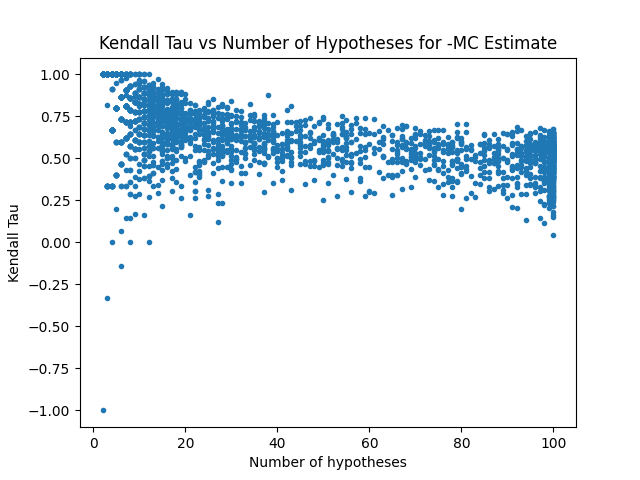 Kendall Tau vs Number of Hypotheses for -MC Estimate
1.00
0.75
0.50
0.25
0.00
−0.25
−0.50
−0.75
−1.00
Kendall Tau
0 20 40 60 80 100
Number of hypotheses